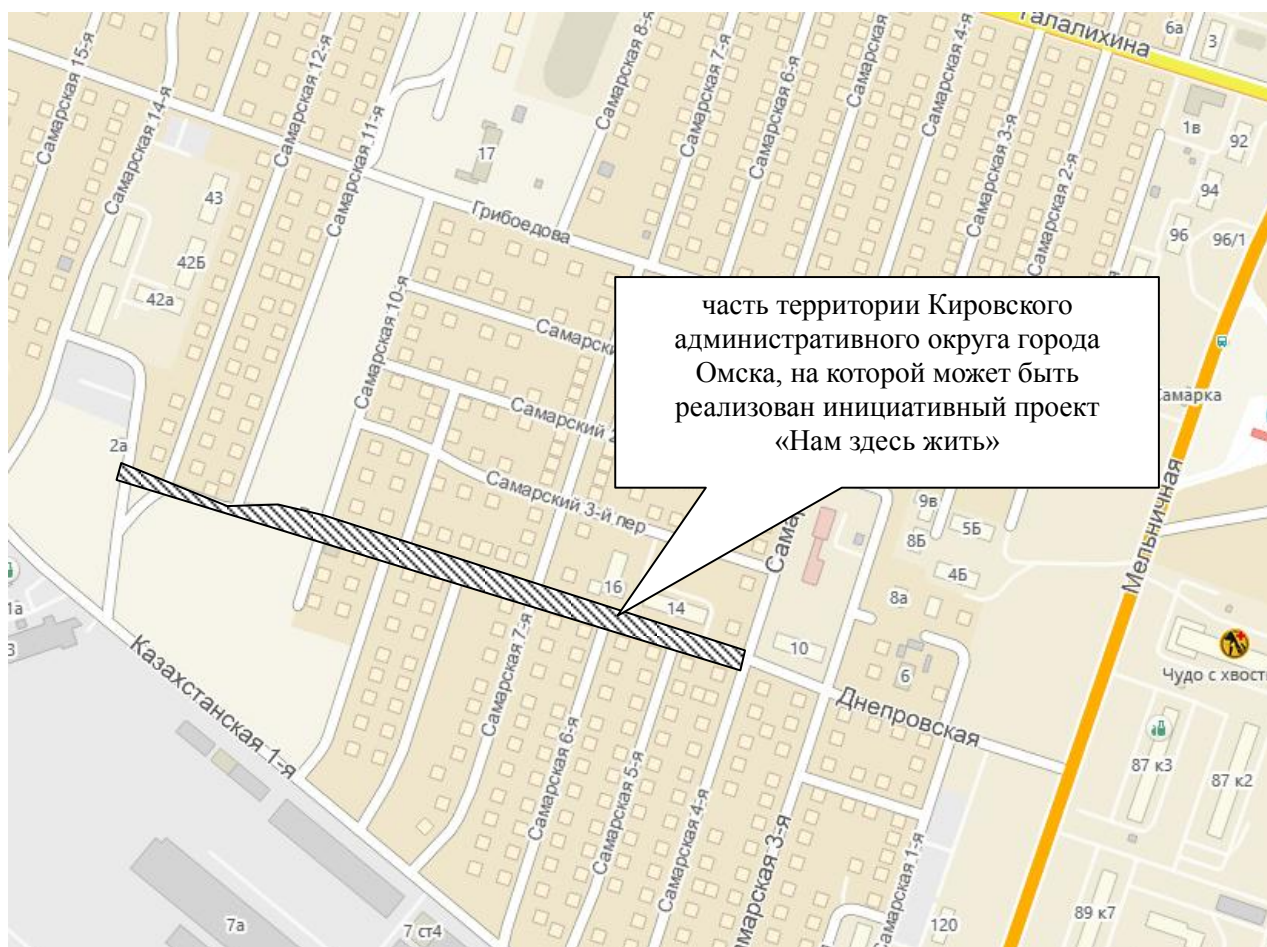 Талалихина
6а
3
Самарская 15-я
Самарская 14-я
Самарская 12-я
Самарская 11-я
Самарская 8-я
Самарская 7-я
Самарская 6-я
Самарская
Самарская 4-я
Самарская 3-я
Самарская 2-я
1в
92
17
94
43
Грибоедова
96
96/1
42Б
42а
Самарская 10-я
часть территории Кировского
административного округа города
Омска, на которой может быть
реализован инициативный проект
«Нам здесь жить»
Самарский
Самарский 2
Самарка
2а
Самарский 3-й пер
9в
5Б
8Б
4Б
Мельничная
16
14
8а
1а
3
10
6
Чудо с хвост
Казахстанская 1-я
Самарская 7-я
Днепровская
Самарская 6-я
Самарская 5-я
Самарская 4-я
Самарская 3-я
Самарская 1-я
87 к3
87 к2
7а
7 ст4
120
89 к7